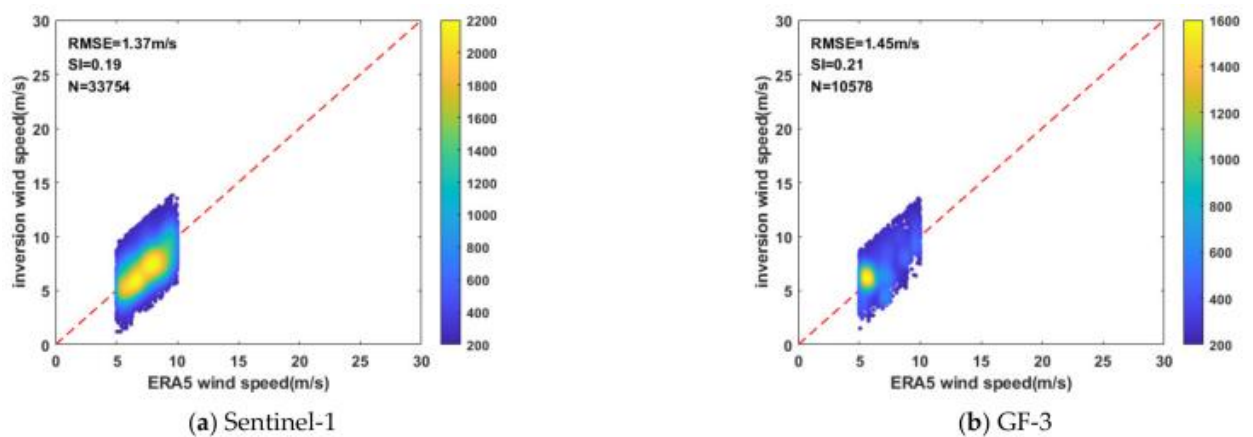 30
25
20
15
10
5
0
inversion wind speed(m/s)
RMSE=1.37m/s
SI=0.19
N=33754
0 5 10 15 20 25 30
ERA5 wind speed(m/s)
2200
2000
1800
1600
1400
1200
1000
800
600
400
200
(a) Sentinel-1
30
25
20
15
10
5
0
inversion wind speed(m/s)
RMSE=1.45m/s
SI=0.21
N=10578
0 5 10 15 20 25 30
ERA5 wind speed(m/s)
1600
1400
1200
1000
800
600
400
200
(b) GF-3